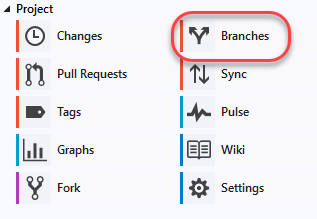 Project
Changes Branches
Pull Requests Sync
Tags Pulse
Graphs Wiki
Fork Settings